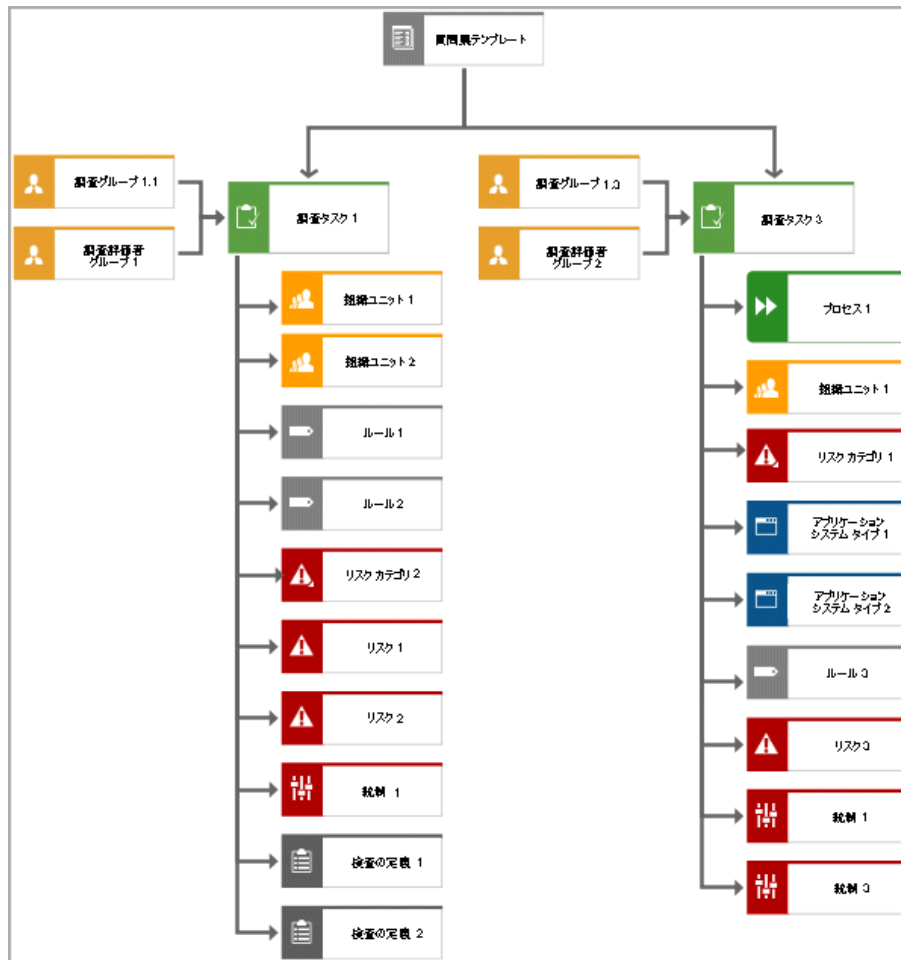 質問票テンプレート
調査グループ 1.1
調査評価者
グループ 1
調査タスク 1
組織ユニット 1
組織ユニット 2
ルール 1
ルール 2
リスク カテゴリ 2
リスク 1
リスク 2
統制 1
検査の定義 1
検査の定義 2
調査グループ 1.3
調査評価者
グループ 2
調査タスク 3
プロセス 1
組織ユニット 1
リスク カテゴリ 1
アプリケーション
システム タイプ 1
アプリケーション
システム タイプ 2
ルール 3
リスク 3
統制 1
統制 3